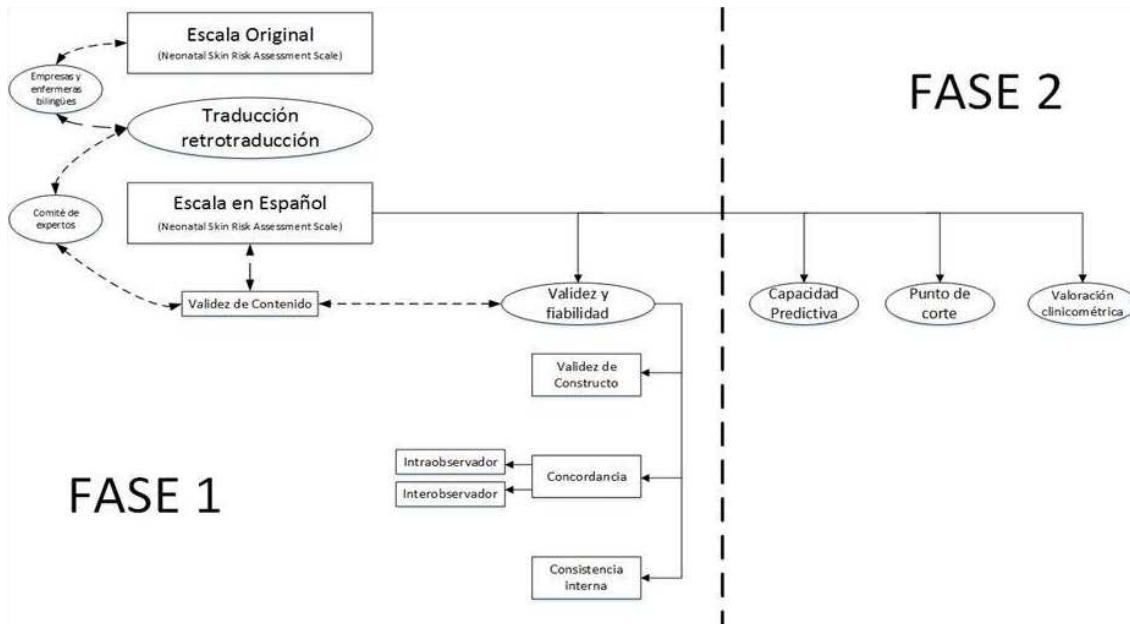 Escala Original
(Neonatal Skin Risk Assessment Scale)
Empresas y
enfermeras
bilingües
Traducción
retrotraducción
FASE 2
Escala en Español
(Neonatal Skin Risk Assessment Scale)
Comité de
expertos
Validez de Contenido
Validez y
fiabilidad
Capacidad
Predictiva
Punto de
corte
Valoración
clinicométrica
Validez de
Constructo
Intraobservador
Interobservador
Concordancia
FASE 1
Consistencia
interna